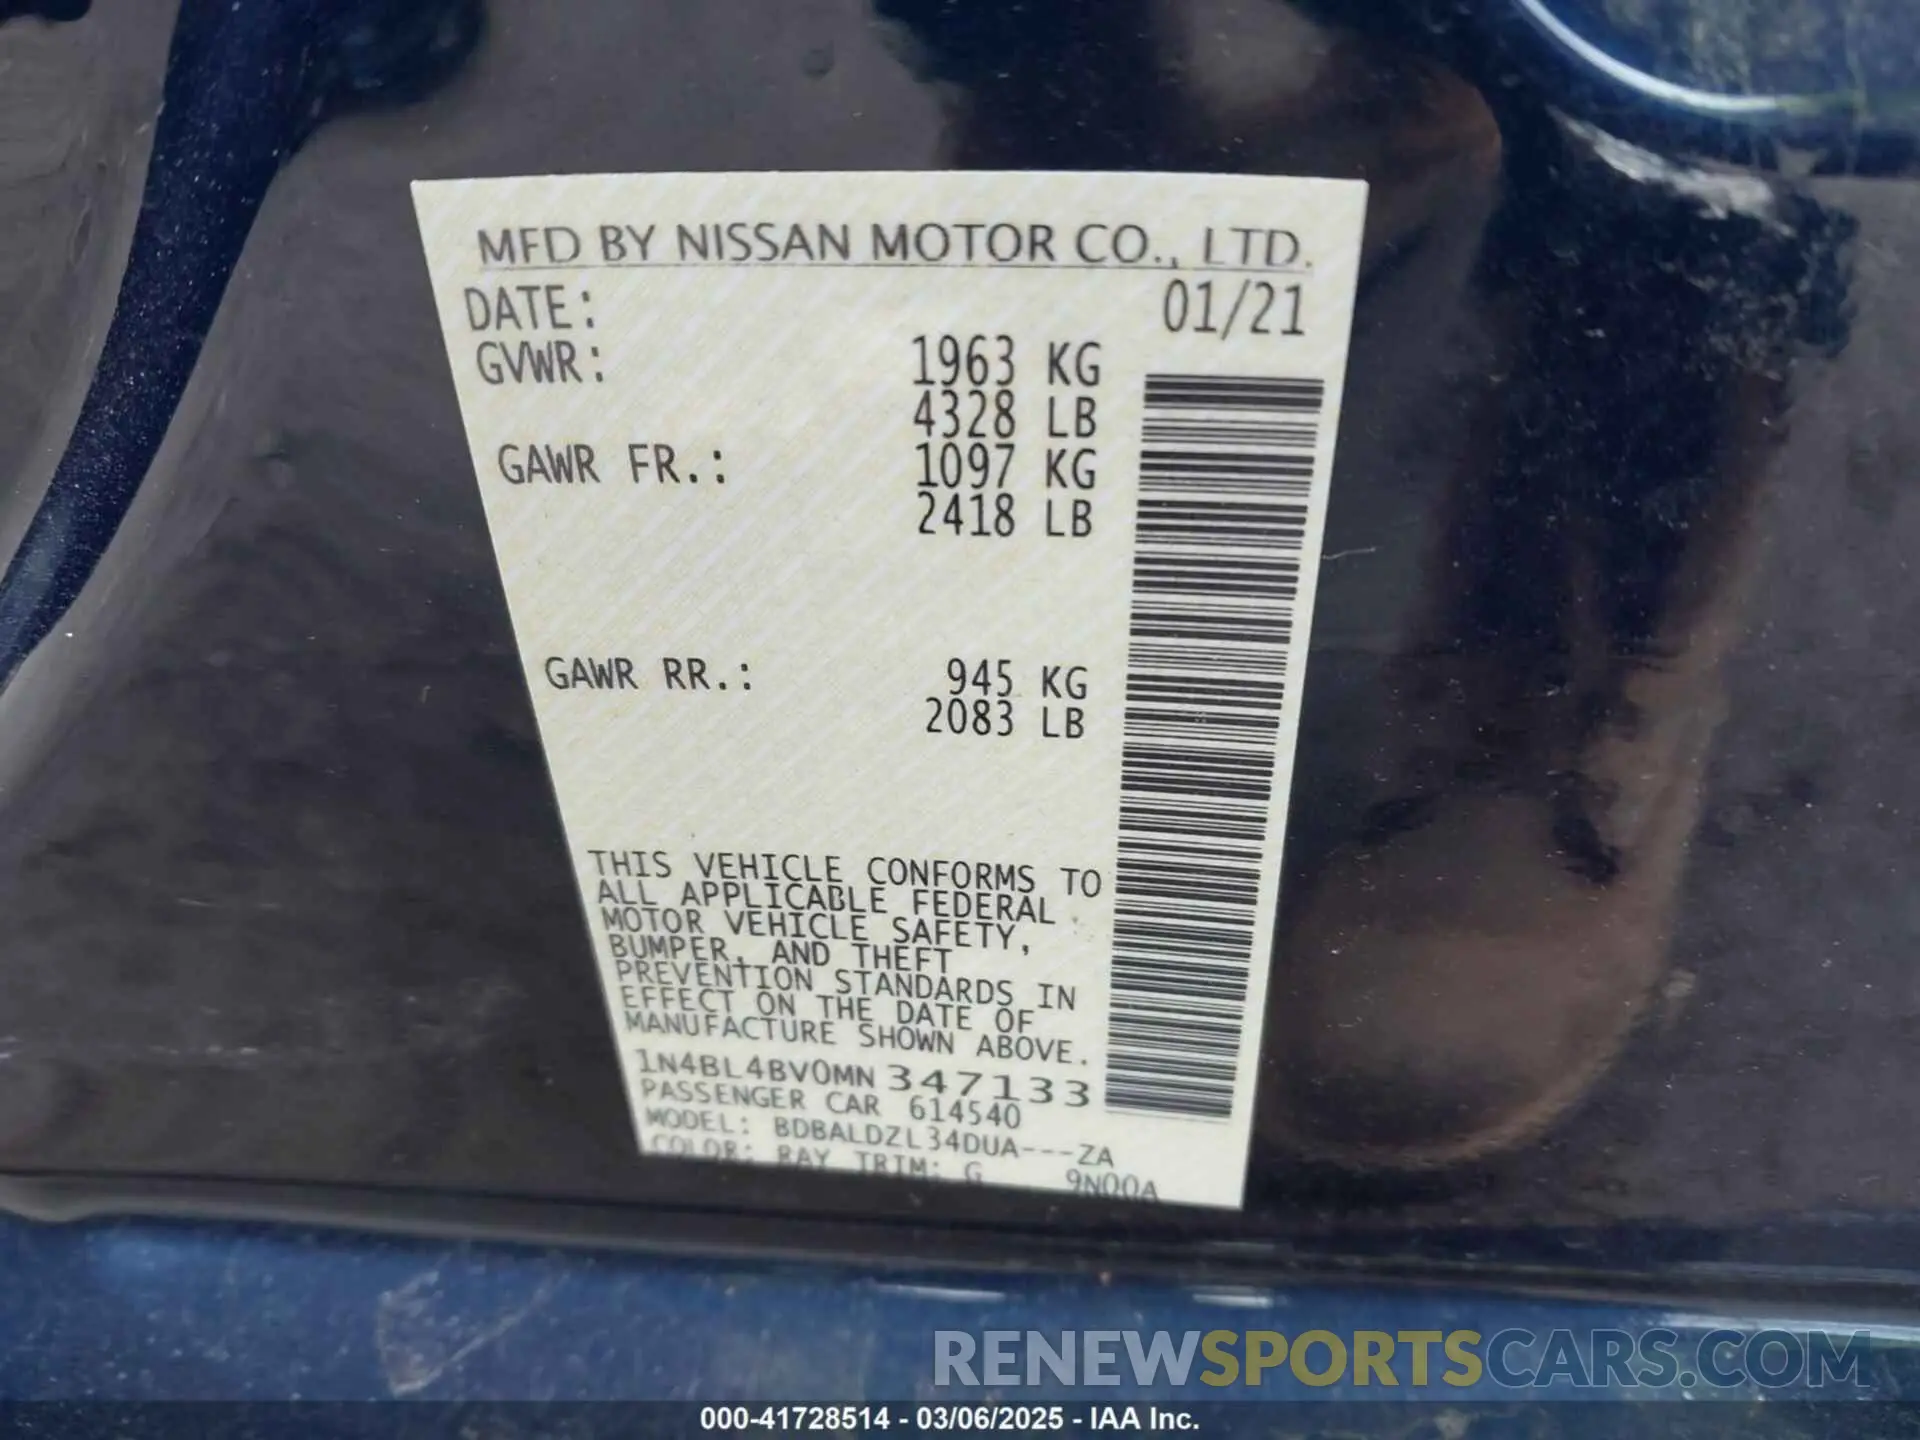 MFD BY NISSAN MOTOR CO., LTD.
DATE: 01/21
GVWR: 1963 KG
4328 LB
GAWR FR.: 1097 KG
2418 LB
GAWR RR.: 945 KG
2083 LB
THIS VEHICLE CONFORMS TO
ALL APPLICABLE FEDERAL
MOTOR VEHICLE SAFETY,
BUMPER, AND THEFT
PREVENTION STANDARDS IN
EFFECT ON THE DATE OF
MANUFACTURE SHOWN ABOVE.
1N4BL4BV0MN 347133
PASSENGER CAR 614540
MODEL: BDBALDZL34DUA---ZA
COLOR: RAY TRIM: G 9N00A
RENEWSPORTSCARS.COM
000-41728514 - 03/06/2025 - IAA Inc.